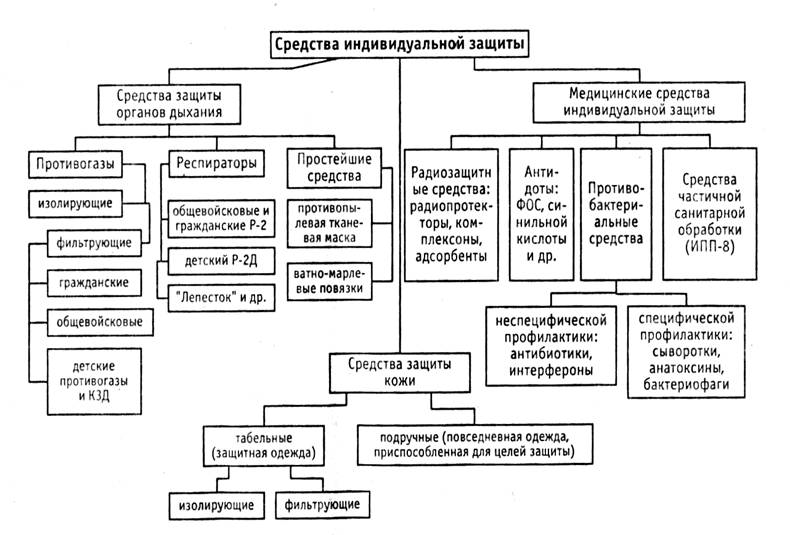 Средства индивидуальной защиты
Средства защиты
органов дыхания
Медицинские средства
индивидуальной защиты
Противогазы
изолирующие
фильтрующие
гражданские
общевойсковые
детские
противогазы
и КЗД
Респираторы
общевойсковые и
гражданские Р-2
детский Р-2Д
"Лепесток" и др.
Простейшие
средства
противопы-
левая ткане-
вая маска
ватно-марле-
вые повязки
Радиозащит
ные средства:
радиопротек-
торы, ком-
плексоны,
адсорбенты
Анти-
доты:
ФОС, си-
нильной
кислоты
и др.
Противо-
бактери-
альные
средства
Средства
частичной
санитарной
обработки
(ИПП-8)
неспецифической
профилактики:
антибиотики,
интерфероны
специфической
профилактики:
сыворотки,
анатоксины,
бактериофаги
Средства защиты
кожи
табельные
(защитная одежда)
подручные (повседневная одежда,
приспособленная для целей защиты)
изолирующие
фильтрующие